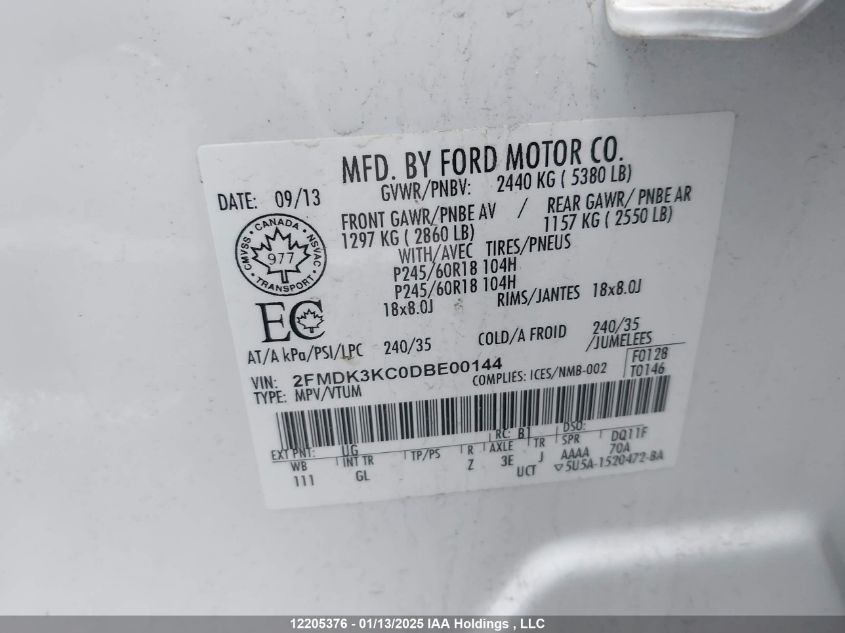 MFD. BY FORD MOTOR CO.
DATE: 09/13
GVWR/PNBV: 2440 KG ( 5380 LB)
FRONT GAWR/PNBE AV / REAR GAWR/ PNBE AR
1297 KG ( 2860 LB) 1157 KG ( 2550 LB)
WITH/AVEC TIRES/PNEUS
P245/60R18 104H
P245/60R18 104H
18x8.0J RIMS/JANTES 18x8.0J
CMVSS · CANADA · NSVAC · TRANSPORT ·
977
EC
AT/A kPa/PSI/LPC 240/35 COLD/A FROID 240/35
/JUMELEES
VIN: 2FMDK3KC0DBE00144
TYPE: MPV/VTUM COMPLIES: ICES/NMB-002
F0128
T0146
EXT PNT: UG RC: B1 DSO:
WB INT TR TP/PS R AXLE TR SPR DQ11F
111 GL Z 3E J AAAA 70A
UCT 5U5A-1520472-BA
12205376 - 01/13/2025 IAA Holdings , LLC